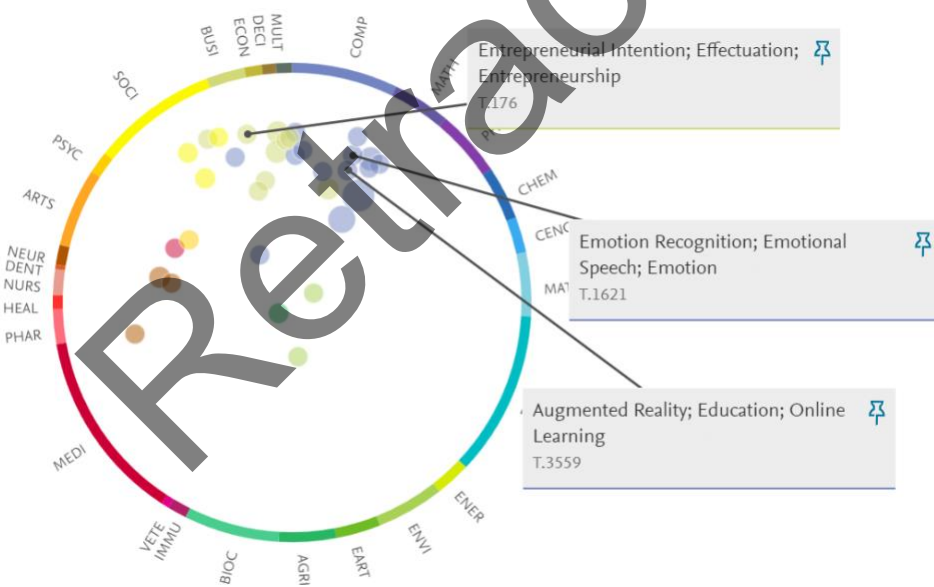 MULT
DECI
ECON
BUSI
COMP
SOCI
MATH
PSYC
ARTS
CHEM
NEUR
DENT
NURS
HEAL
PHAR
MAT
MEDI
VETE
IMMU
BIOC
AGRI
EART
ENVI
ENER
Entrepreneurial Intention; Effectuation;
Entrepreneurship
T.176
Emotion Recognition; Emotional
Speech; Emotion
T.1621
Augmented Reality; Education; Online
Learning
T.3559
Retrac